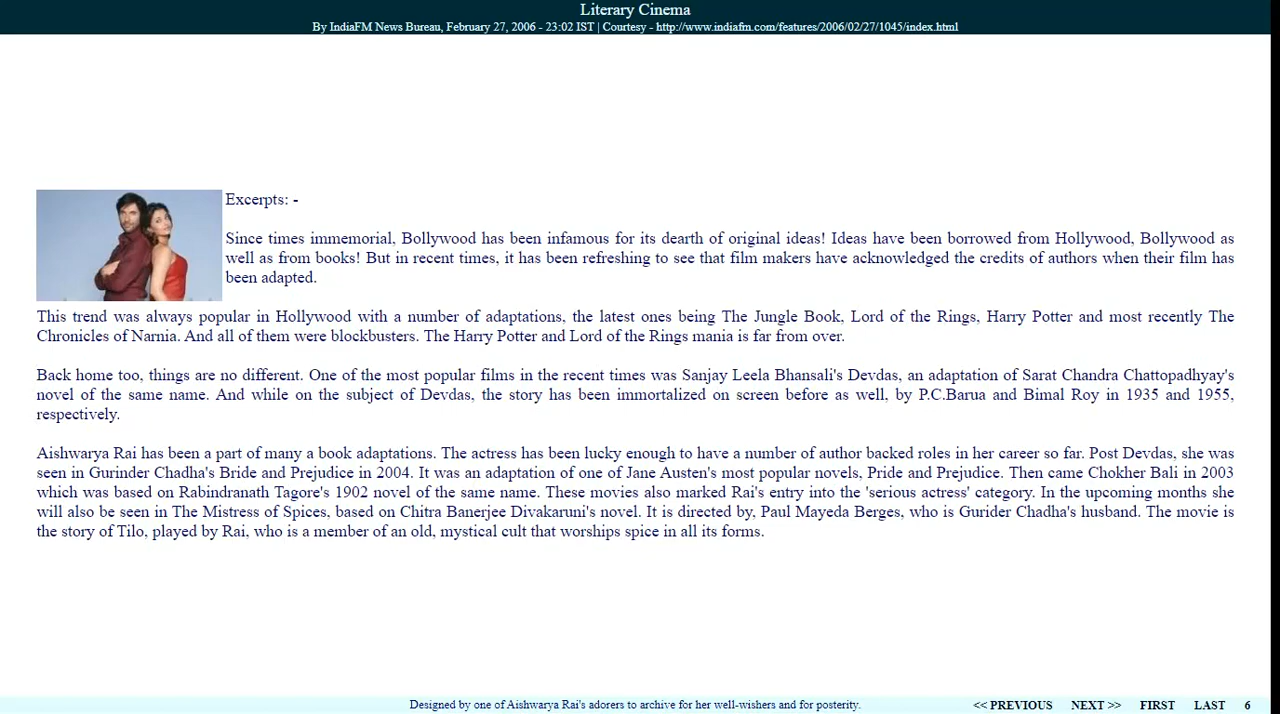 Literary Cinema
By IndiaFM News Bureau, February 27, 2006 - 23:02 IST | Courtesy - http://www.indiafm.com/features/2006/02/27/1045/index.html
Excerpts: -
Since times immemorial, Bollywood has been infamous for its dearth of original ideas! Ideas have been borrowed from Hollywood, Bollywood as
well as from books! But in recent times, it has been refreshing to see that film makers have acknowledged the credits of authors when their film has
been adapted.
This trend was always popular in Hollywood with a number of adaptations, the latest ones being The Jungle Book, Lord of the Rings, Harry Potter and most recently The
Chronicles of Narnia. And all of them were blockbusters. The Harry Potter and Lord of the Rings mania is far from over.
Back home too, things are no different. One of the most popular films in the recent times was Sanjay Leela Bhansali's Devdas, an adaptation of Sarat Chandra Chattopadhyay's
novel of the same name. And while on the subject of Devdas, the story has been immortalized on screen before as well, by P.C.Barua and Bimal Roy in 1935 and 1955,
respectively.
Aishwarya Rai has been a part of many a book adaptations. The actress has been lucky enough to have a number of author backed roles in her career so far. Post Devdas, she was
seen in Gurinder Chadha's Bride and Prejudice in 2004. It was an adaptation of one of Jane Austen's most popular novels, Pride and Prejudice. Then came Chokher Bali in 2003
which was based on Rabindranath Tagore's 1902 novel of the same name. These movies also marked Rai's entry into the 'serious actress' category. In the upcoming months she
will also be seen in The Mistress of Spices, based on Chitra Banerjee Divakaruni's novel. It is directed by, Paul Mayeda Berges, who is Gurider Chadha's husband. The movie is
the story of Tilo, played by Rai, who is a member of an old, mystical cult that worships spice in all its forms.
Designed by one of Aishwarya Rai's adorers to archive for her well-wishers and for posterity. << PREVIOUS NEXT >> FIRST LAST 6